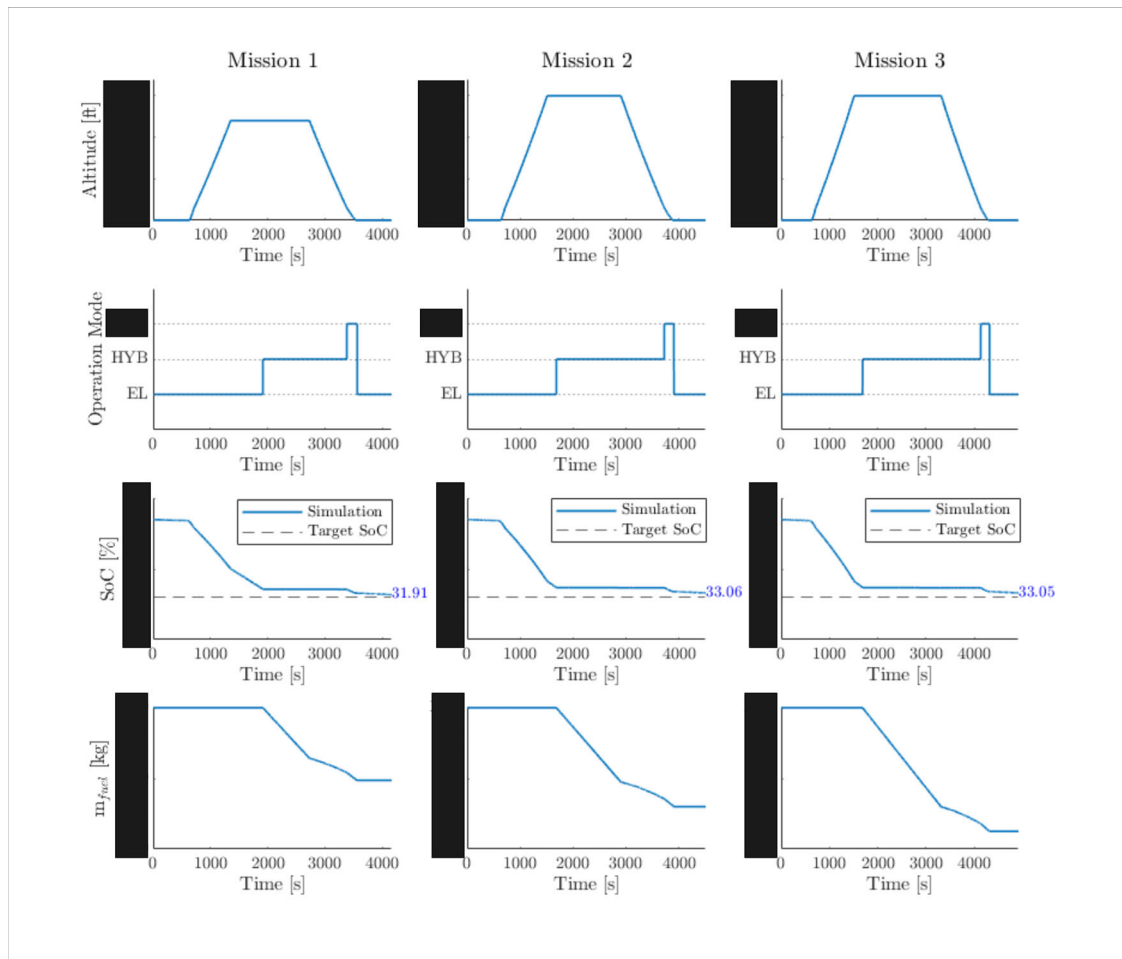 Mission 1
Mission 2
Mission 3
Altitude [ft]
0 1000 2000 3000 4000
0 1000 2000 3000 4000
0 1000 2000 3000 4000
Time [s]
Time [s]
Time [s]
Operation Mode
HYB
EL
HYB
EL
HYB
EL
0 1000 2000 3000 4000
0 1000 2000 3000 4000
0 1000 2000 3000 4000
Time [s]
Time [s]
Time [s]
SoC [%]
Simulation
Target SoC
31.91
Simulation
Target SoC
33.06
Simulation
Target SoC
33.05
0 1000 2000 3000 4000
0 1000 2000 3000 4000
0 1000 2000 3000 4000
Time [s]
Time [s]
Time [s]
m_fuel [kg]
0 1000 2000 3000 4000
0 1000 2000 3000 4000
0 1000 2000 3000 4000
Time [s]
Time [s]
Time [s]